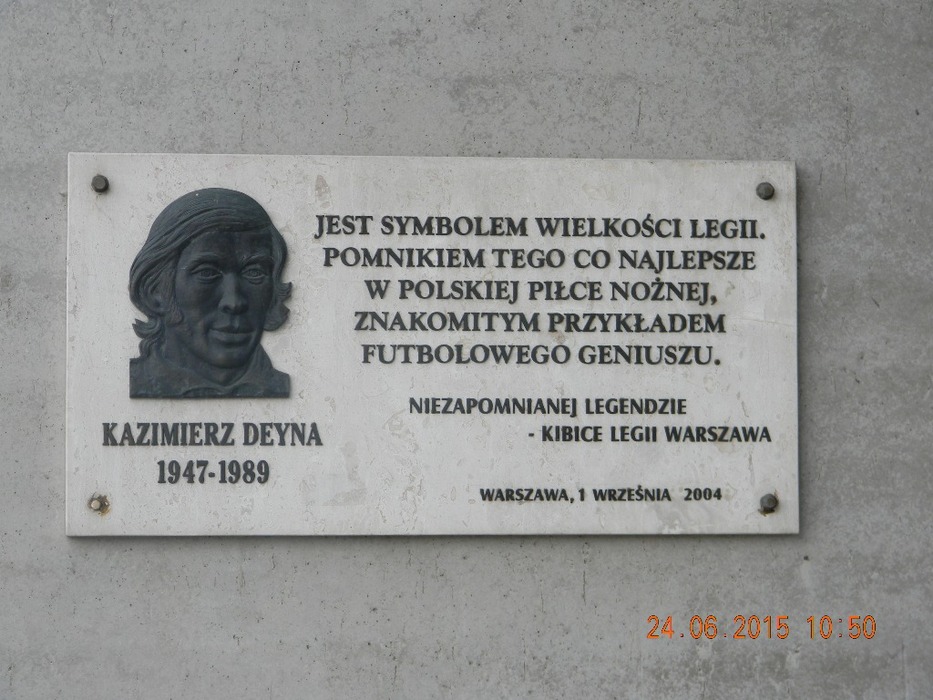 JEST SYMBOLEM WIELKOŚCI LEGII.
POMNIKIEM TEGO CO NAJLEPSZE
W POLSKIEJ PIŁCE NOŻNEJ,
ZNAKOMITYM PRZYKŁADEM
FUTBOLOWEGO GENIUSZU.
NIEZAPOMNIANEJ LEGENDZIE
- KIBICE LEGII WARSZAWA
KAZIMIERZ DEYNA
1947-1989
WARSZAWA, 1 WRZEŚNIA 2004
24.06.2015 10:50